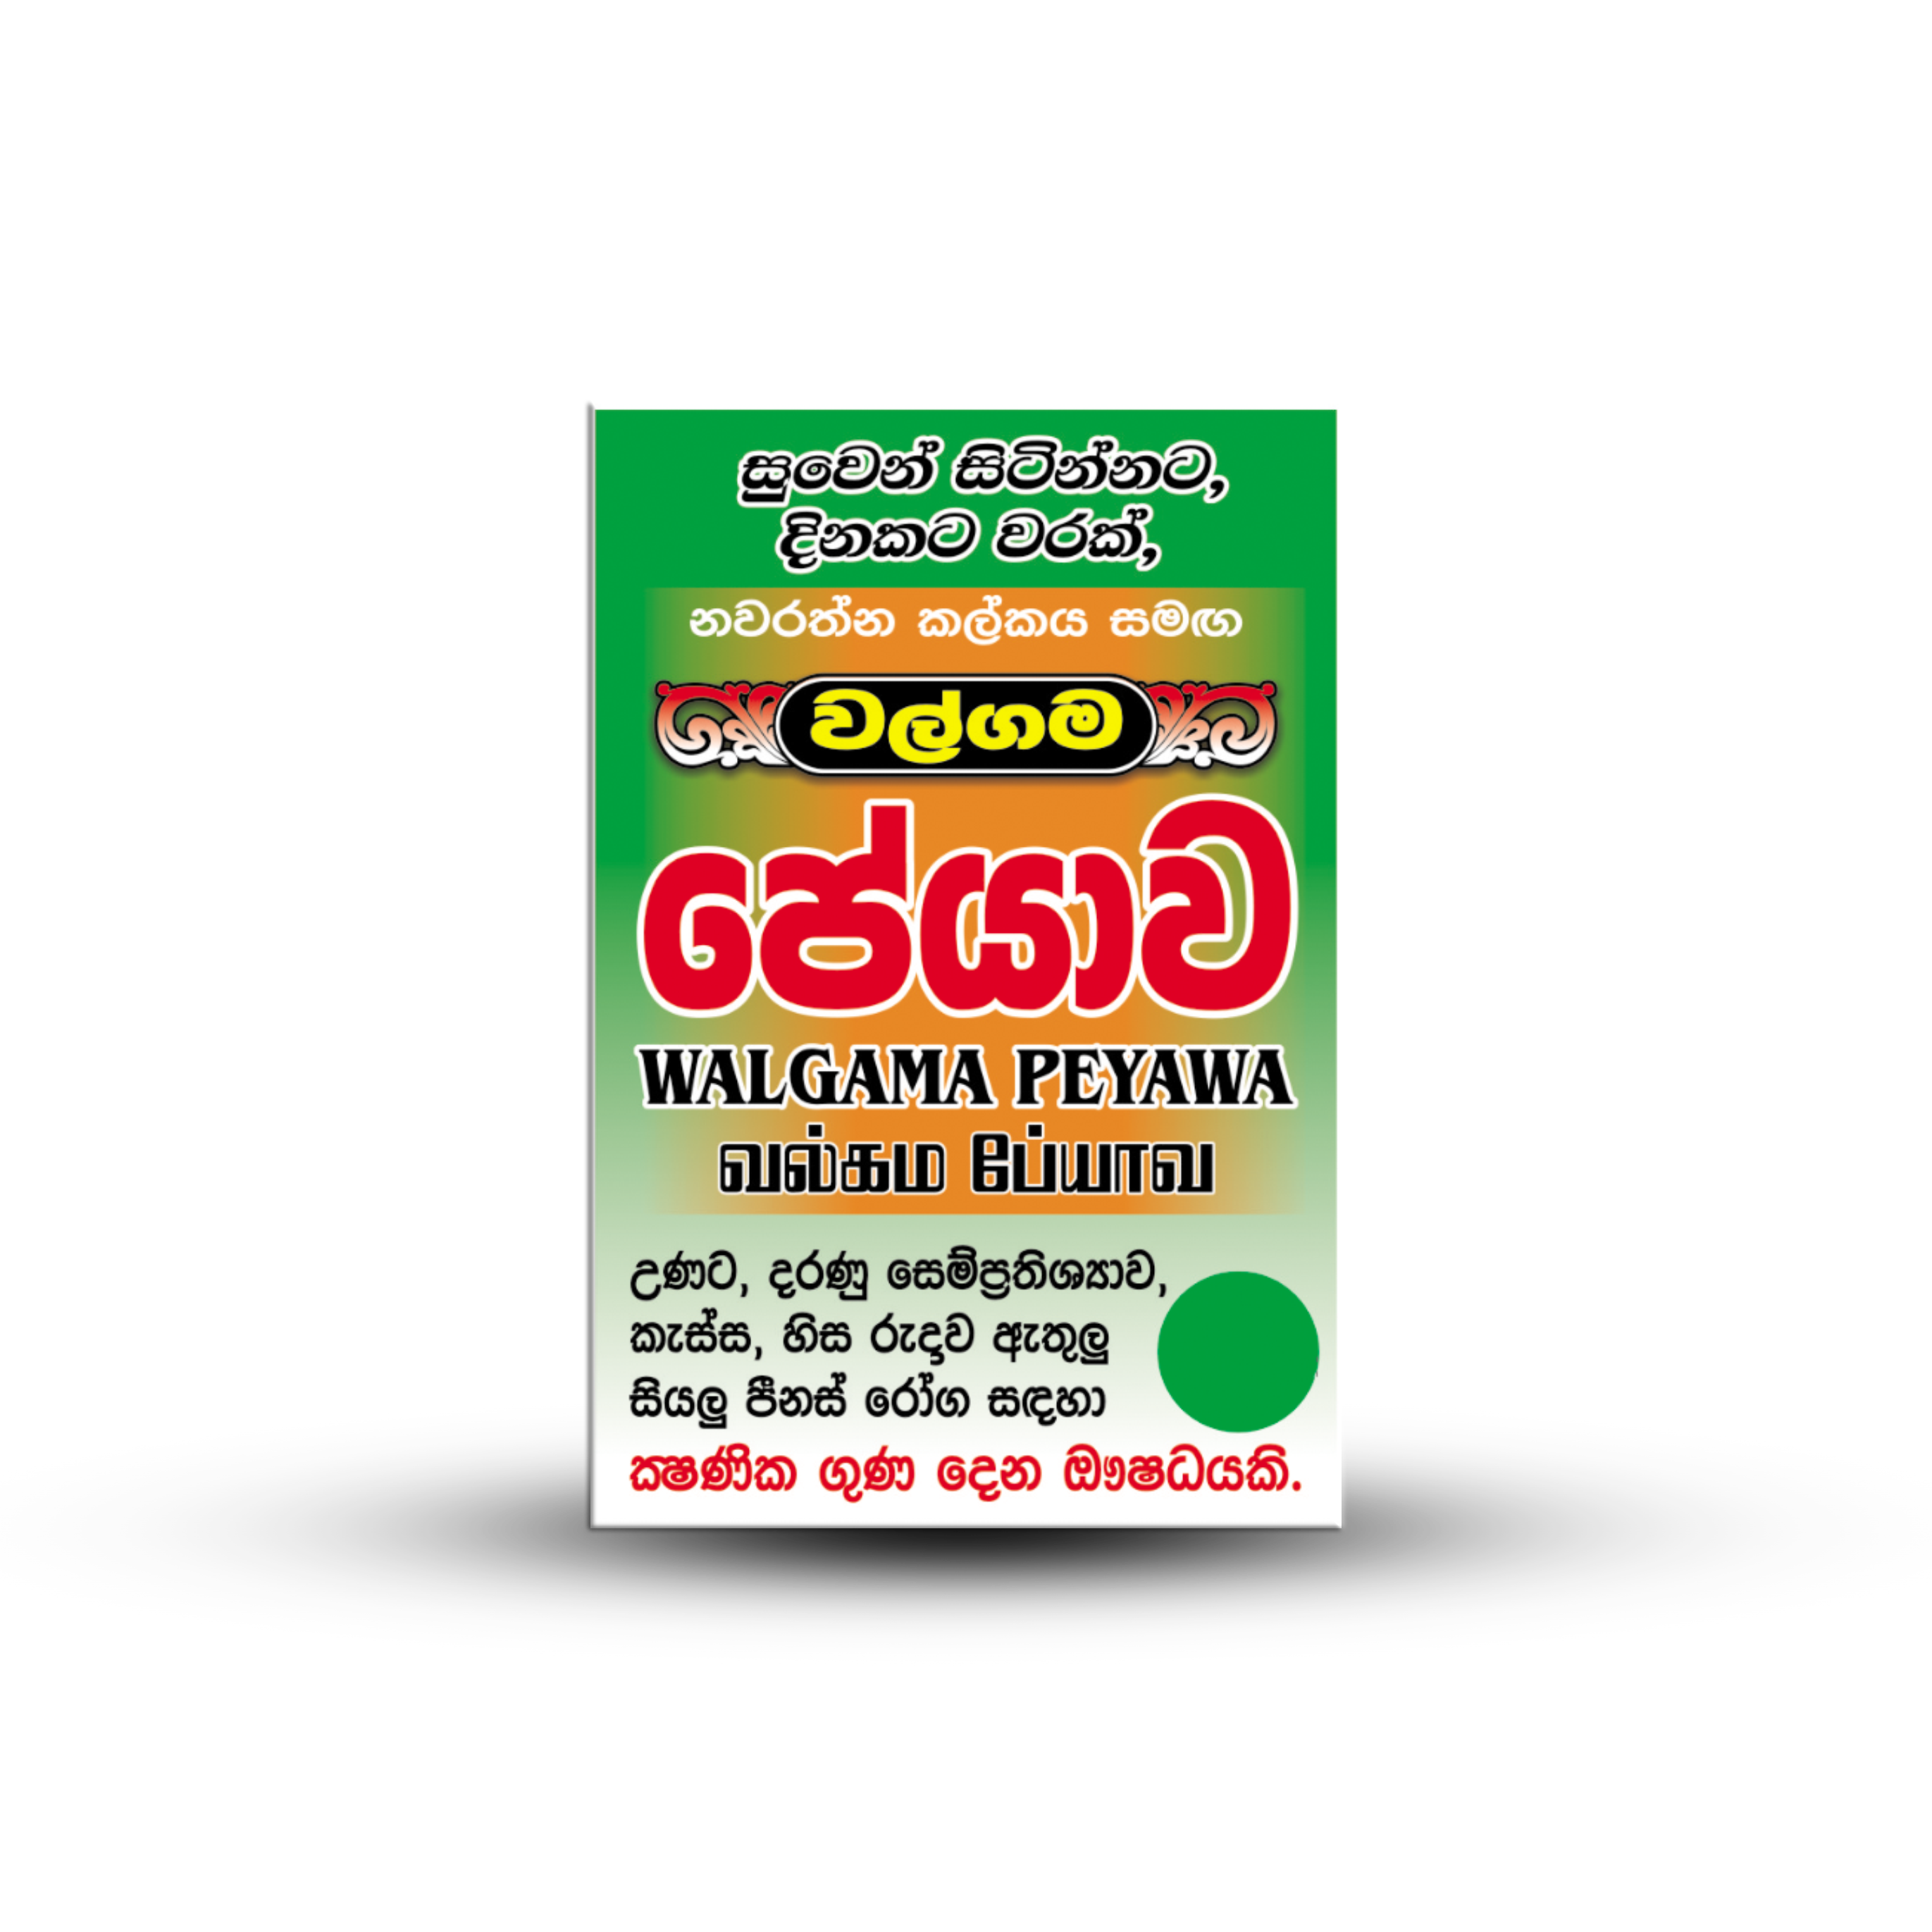 සුවෙන් සිටින්නට,
දිනකට වරක්,
නවරත්න කල්කය සමඟ
වල්ගම
පේයාව
WALGAMA PEYAWA
வல்கம பேயாவ
උණට, දරුණු සෙම්ප්‍රතිශ්‍යාව,
කැස්ස, හිස රුදාව ඇතුලු
සියලු පීනස් රෝග සඳහා
ක්ෂණික ගුණ දෙන ඖෂධයකි.